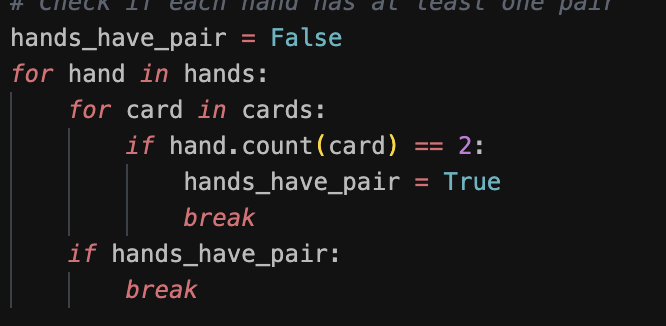 # Check if each hand has at least one pair
hands_have_pair = False
for hand in hands:
    for card in cards:
        if hand.count(card) == 2:
            hands_have_pair = True
            break
    if hands_have_pair:
        break